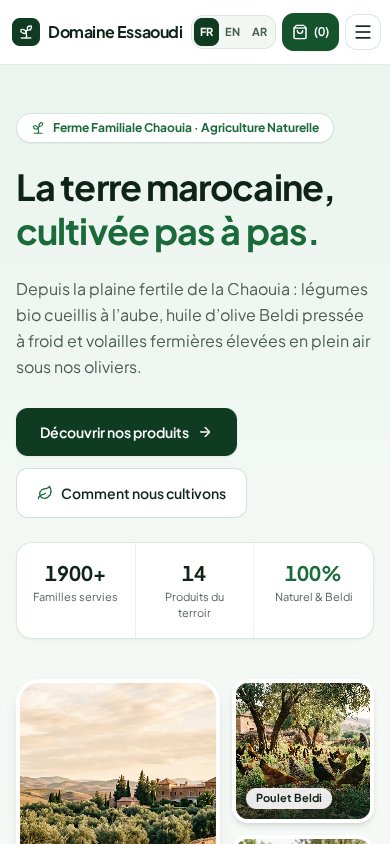 Domaine Essaoudi
FR EN AR
(0)
Ferme Familiale Chaouia · Agriculture Naturelle
La terre marocaine,
cultivée pas à pas.
Depuis la plaine fertile de la Chaouia : légumes
bio cueillis à l’aube, huile d’olive Beldi pressée
à froid et volailles fermières élevées en plein air
sous nos oliviers.
Découvrir nos produits →
Comment nous cultivons
1900+
Familles servies
14
Produits du
terroir
100%
Naturel & Beldi
Poulet Beldi